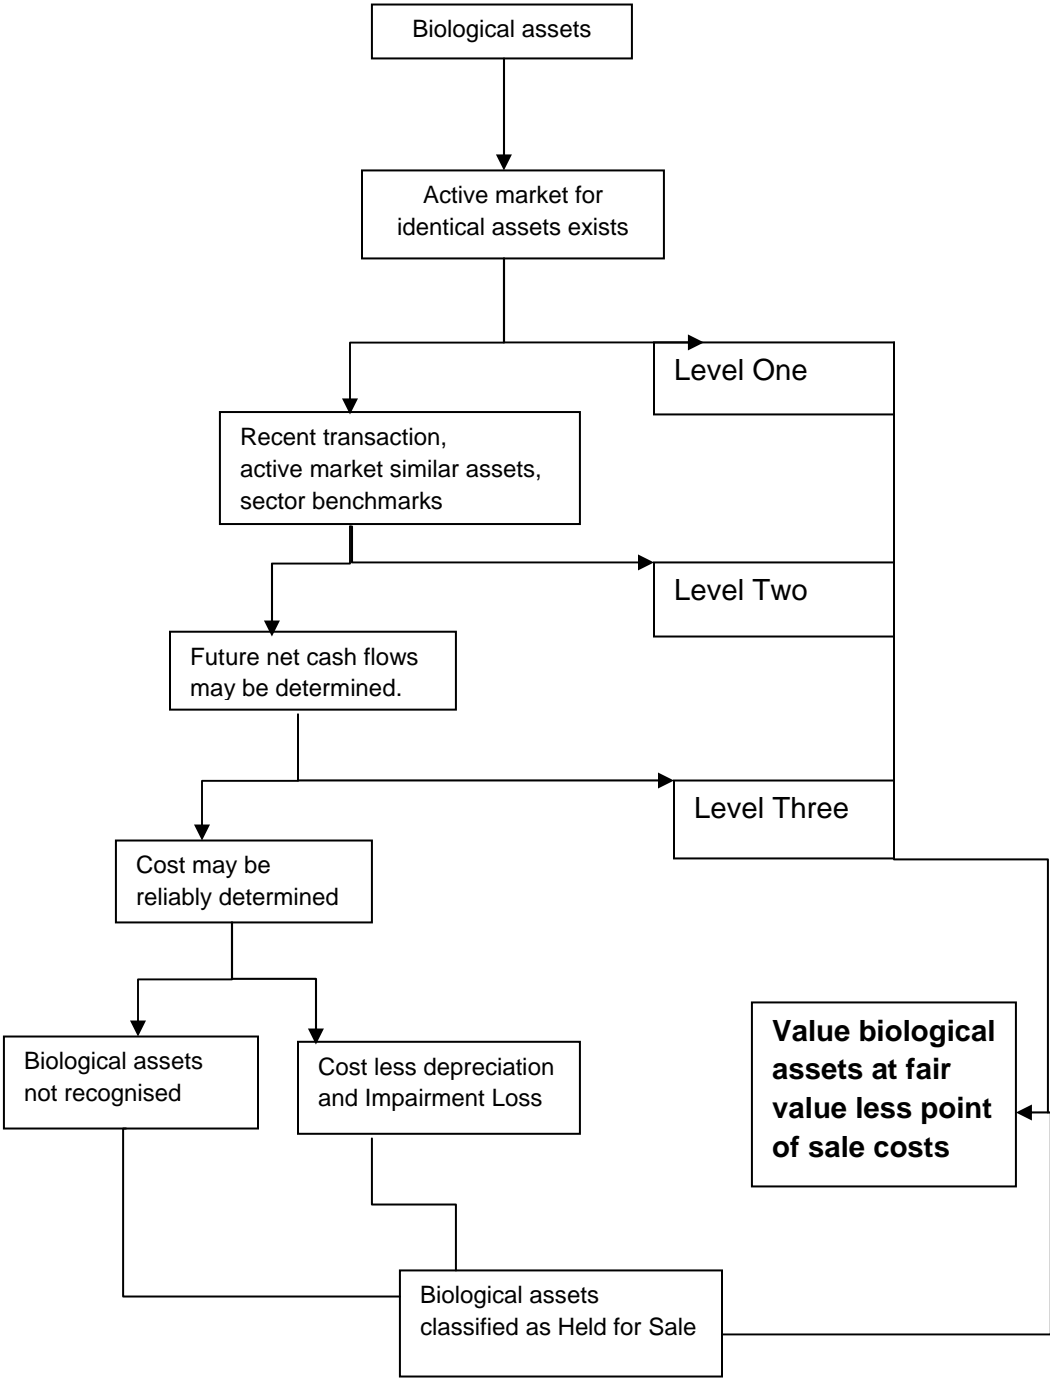 Biological assets
Active market for
identical assets exists
Level One
Recent transaction,
active market similar assets,
sector benchmarks
Level Two
Future net cash flows
may be determined.
Level Three
Cost may be
reliably determined
Biological assets
not recognised
Cost less depreciation
and Impairment Loss
Value biological
assets at fair
value less point
of sale costs
Biological assets
classified as Held for Sale